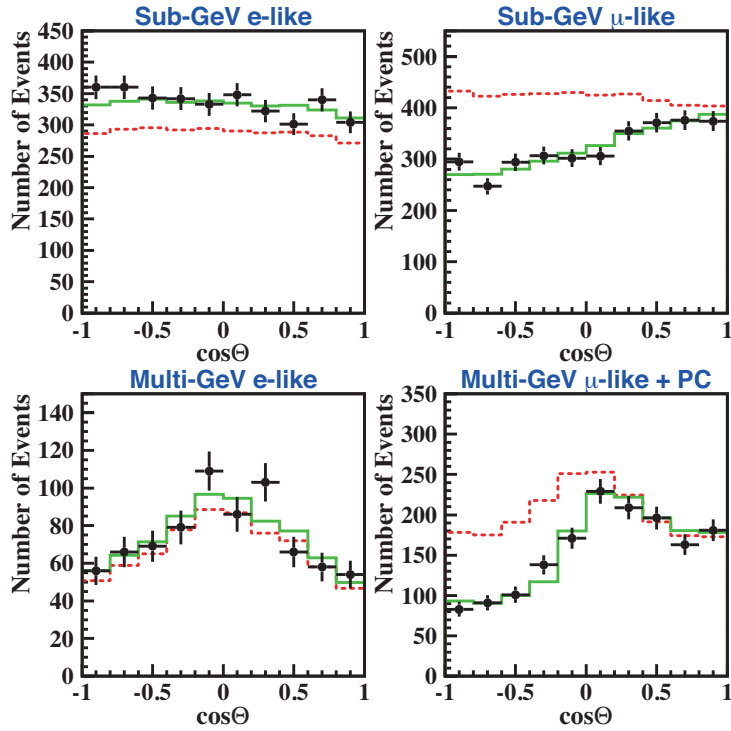 Sub-GeV e-like
Number of Events
450
400
350
300
250
200
150
100
50
0
-1 -0.5 0 0.5 1
cosΘ
Sub-GeV μ-like
Number of Events
500
400
300
200
100
0
-1 -0.5 0 0.5 1
cosΘ
Multi-GeV e-like
Number of Events
140
120
100
80
60
40
20
0
-1 -0.5 0 0.5 1
cosΘ
Multi-GeV μ-like + PC
Number of Events
350
300
250
200
150
100
50
0
-1 -0.5 0 0.5 1
cosΘ